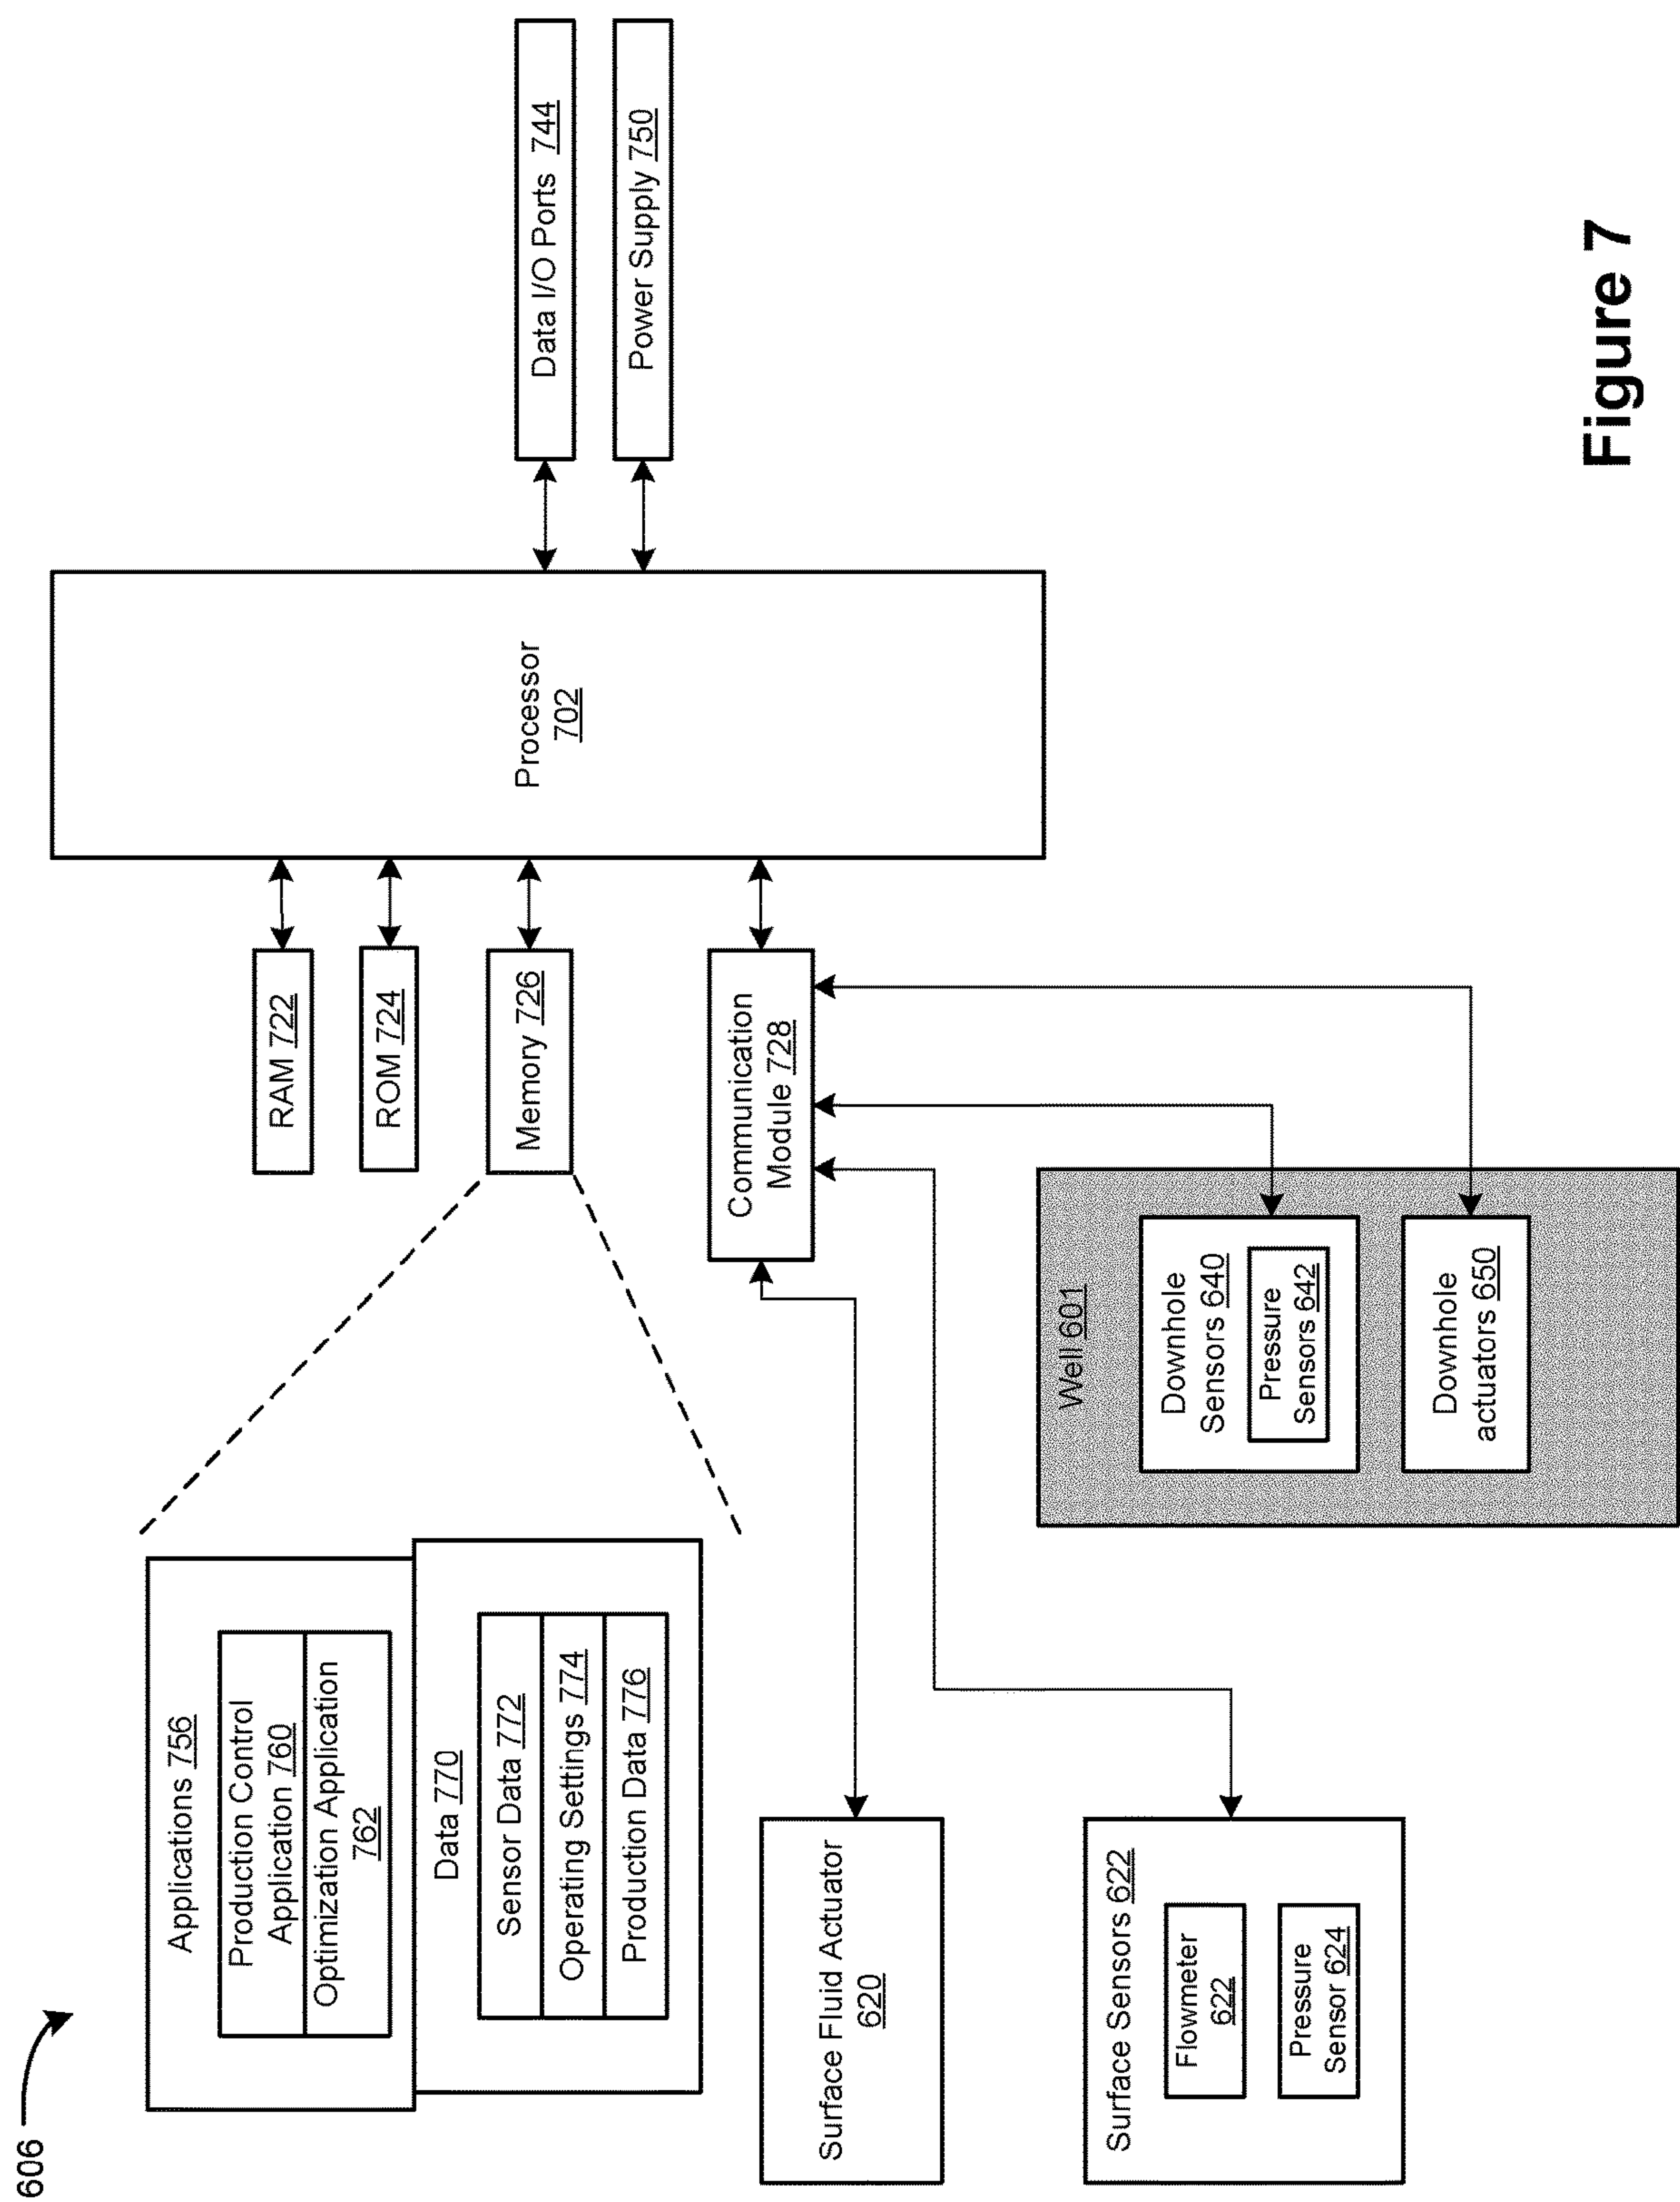 606
Applications 756
Production Control
Application 760
Optimization Application
762
Data 770
Sensor Data 772
Operating Settings 774
Production Data 776
RAM 722
ROM 724
Memory 726
Communication
Module 728
Processor
702
Data I/O Ports 744
Power Supply 750
Surface Fluid Actuator
620
Surface Sensors 622
Flowmeter
622
Pressure
Sensor 624
Well 601
Downhole
Sensors 640
Pressure
Sensors 642
Downhole
actuators 650
Figure 7